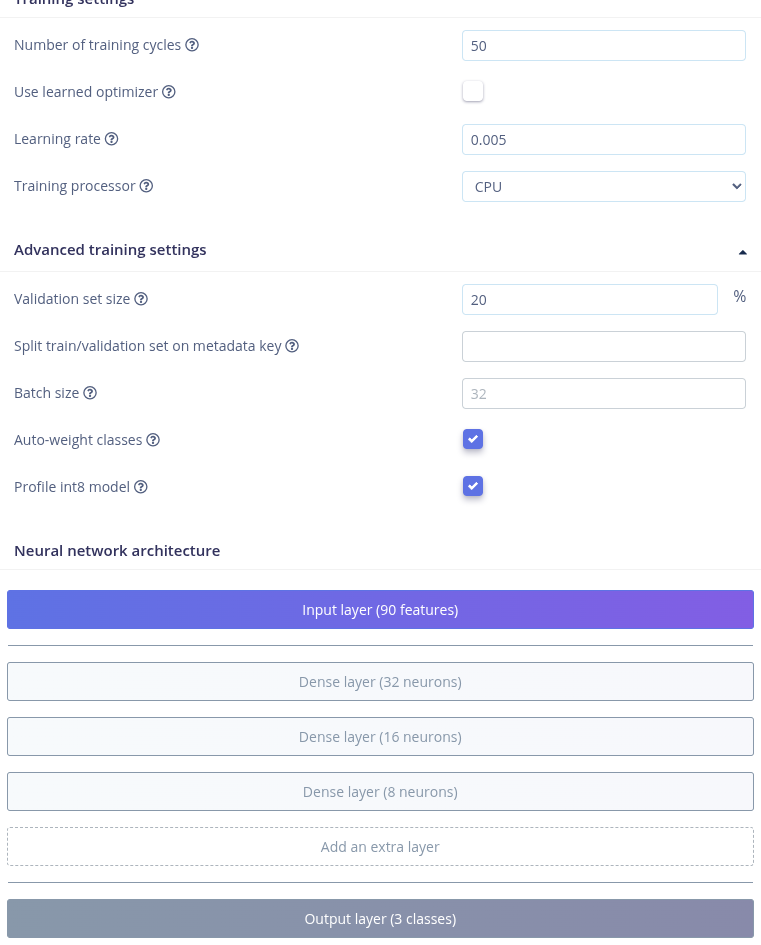 Training settings
Number of training cycles
50
Use learned optimizer
Learning rate
0.005
Training processor
CPU
Advanced training settings
Validation set size
20
%
Split train/validation set on metadata key
Batch size
32
Auto-weight classes
Profile int8 model
Neural network architecture
Input layer (90 features)
Dense layer (32 neurons)
Dense layer (16 neurons)
Dense layer (8 neurons)
Add an extra layer
Output layer (3 classes)